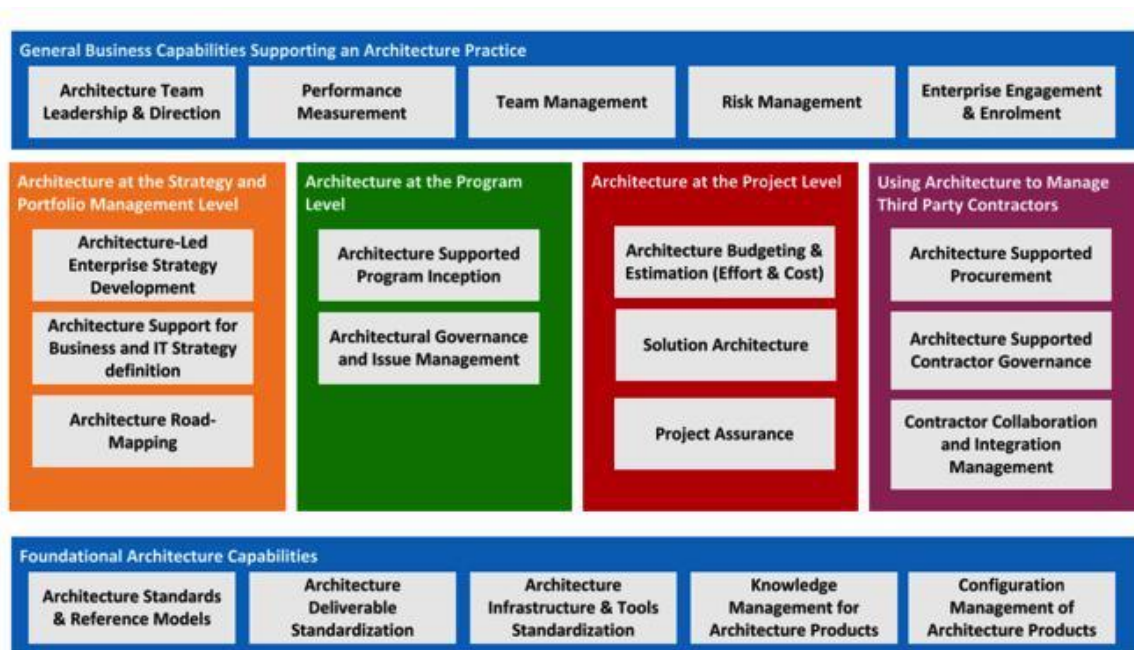 General Business Capabilities Supporting an Architecture Practice
Architecture Team
Leadership & Direction
Performance
Measurement
Team Management
Risk Management
Enterprise Engagement
& Enrolment
Architecture at the Strategy and
Portfolio Management Level
Architecture-Led
Enterprise Strategy
Development
Architecture Support for
Business and IT Strategy
definition
Architecture Road-
Mapping
Architecture at the Program
Level
Architecture Supported
Program Inception
Architectural Governance
and Issue Management
Architecture at the Project Level
Architecture Budgeting &
Estimation (Effort & Cost)
Solution Architecture
Project Assurance
Using Architecture to Manage
Third Party Contractors
Architecture Supported
Procurement
Architecture Supported
Contractor Governance
Contractor Collaboration
and Integration
Management
Foundational Architecture Capabilities
Architecture Standards
& Reference Models
Architecture
Deliverable
Standardization
Architecture
Infrastructure & Tools
Standardization
Knowledge
Management for
Architecture Products
Configuration
Management of
Architecture Products